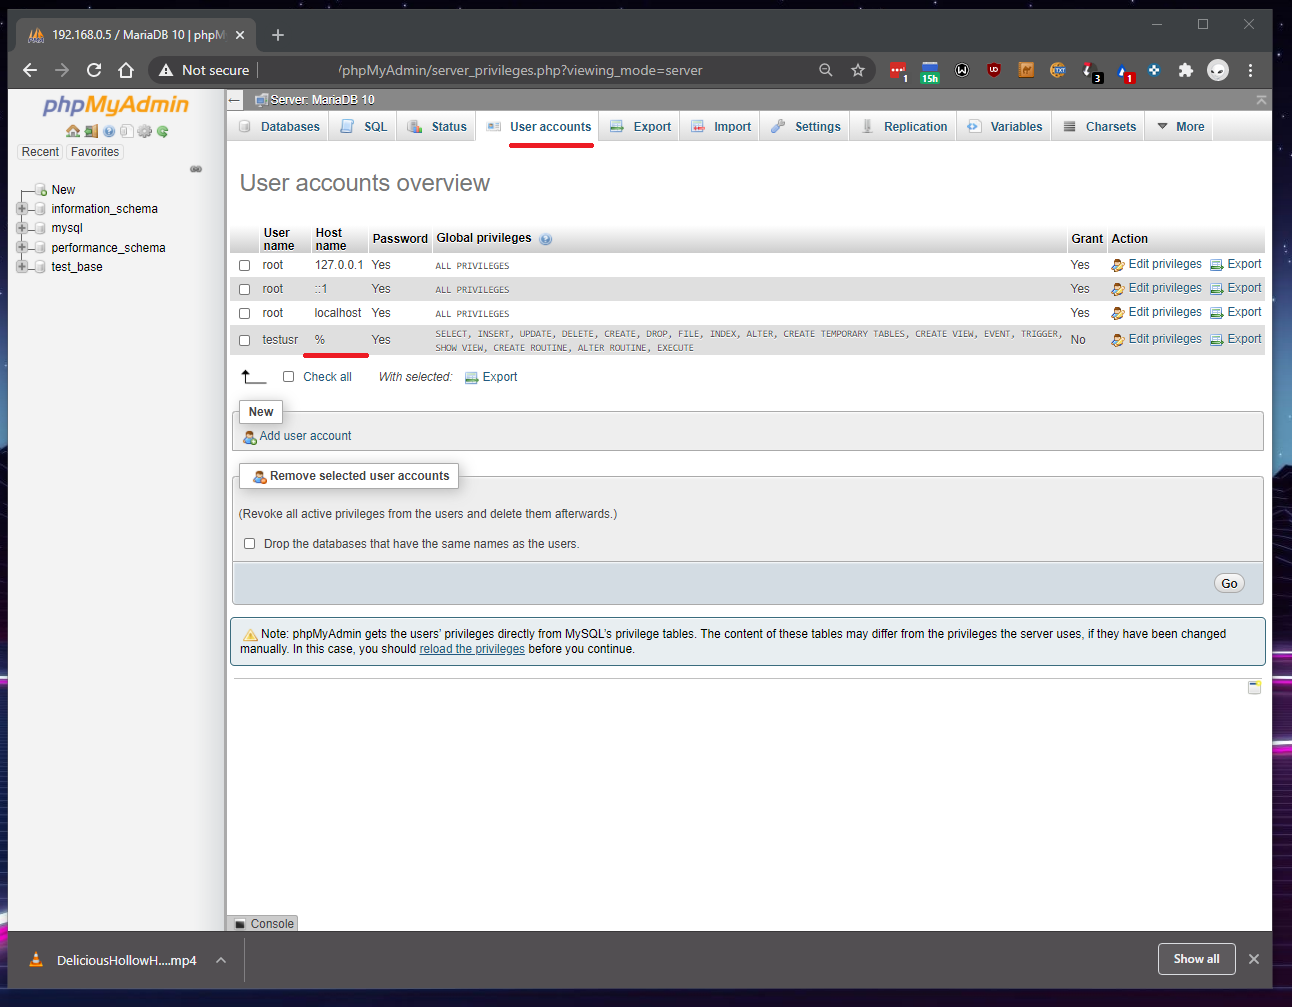 192.168.0.5 / MariaDB 10 | phpM
Not secure
/phpMyAdmin/server_privileges.php?viewing_mode=server
1
15h
3
1
phpMyAdmin
Recent
Favorites
New
information_schema
mysql
performance_schema
test_base
Server: MariaDB 10
Databases
SQL
Status
User accounts
Export
Import
Settings
Replication
Variables
Charsets
More
User accounts overview
User name
Host name
Password
Global privileges
Grant
Action
root 127.0.0.1 Yes ALL PRIVILEGES Yes Edit privileges Export
root ::1 Yes ALL PRIVILEGES Yes Edit privileges Export
root localhost Yes ALL PRIVILEGES Yes Edit privileges Export
testusr % Yes SELECT, INSERT, UPDATE, DELETE, CREATE, DROP, FILE, INDEX, ALTER, CREATE TEMPORARY TABLES, CREATE VIEW, EVENT, TRIGGER, No Edit privileges Export
SHOW VIEW, CREATE ROUTINE, ALTER ROUTINE, EXECUTE
Check all With selected: Export
New
Add user account
Remove selected user accounts
(Revoke all active privileges from the users and delete them afterwards.)
Drop the databases that have the same names as the users.
Go
Note: phpMyAdmin gets the users' privileges directly from MySQL's privilege tables. The content of these tables may differ from the privileges the server uses, if they have been changed
manually. In this case, you should reload the privileges before you continue.
Console
DeliciousHollowH....mp4
Show all